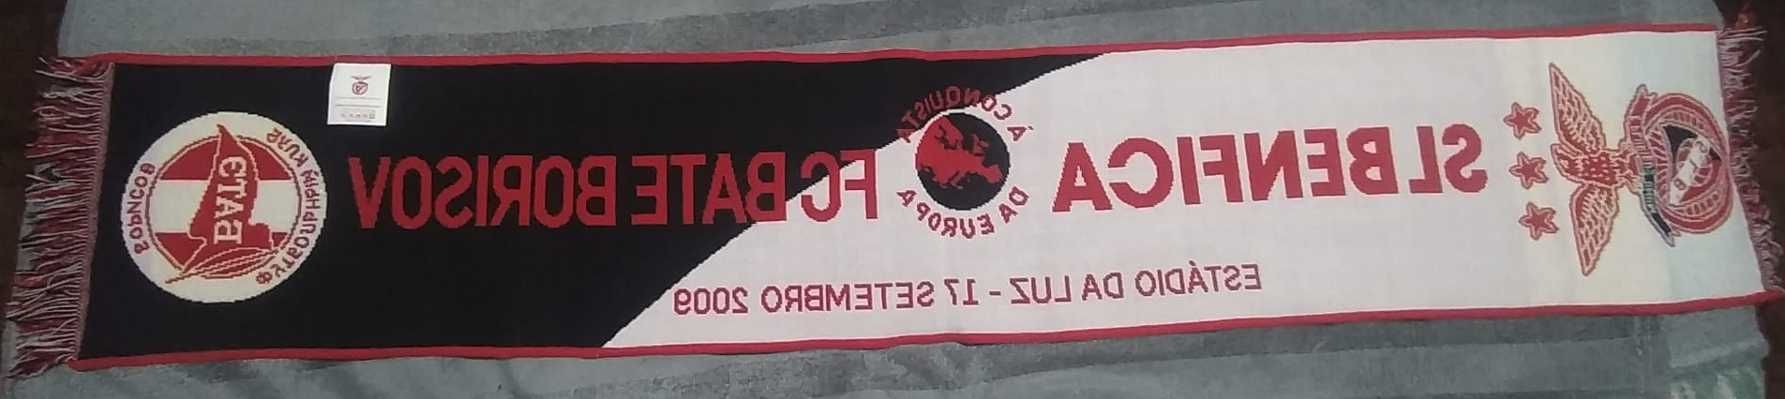 SL BENFICA
À CONQUISTA
DA EUROPA
FC BATE BORISOV
ESTÁDIO DA LUZ - 17 SETEMBRO 2009